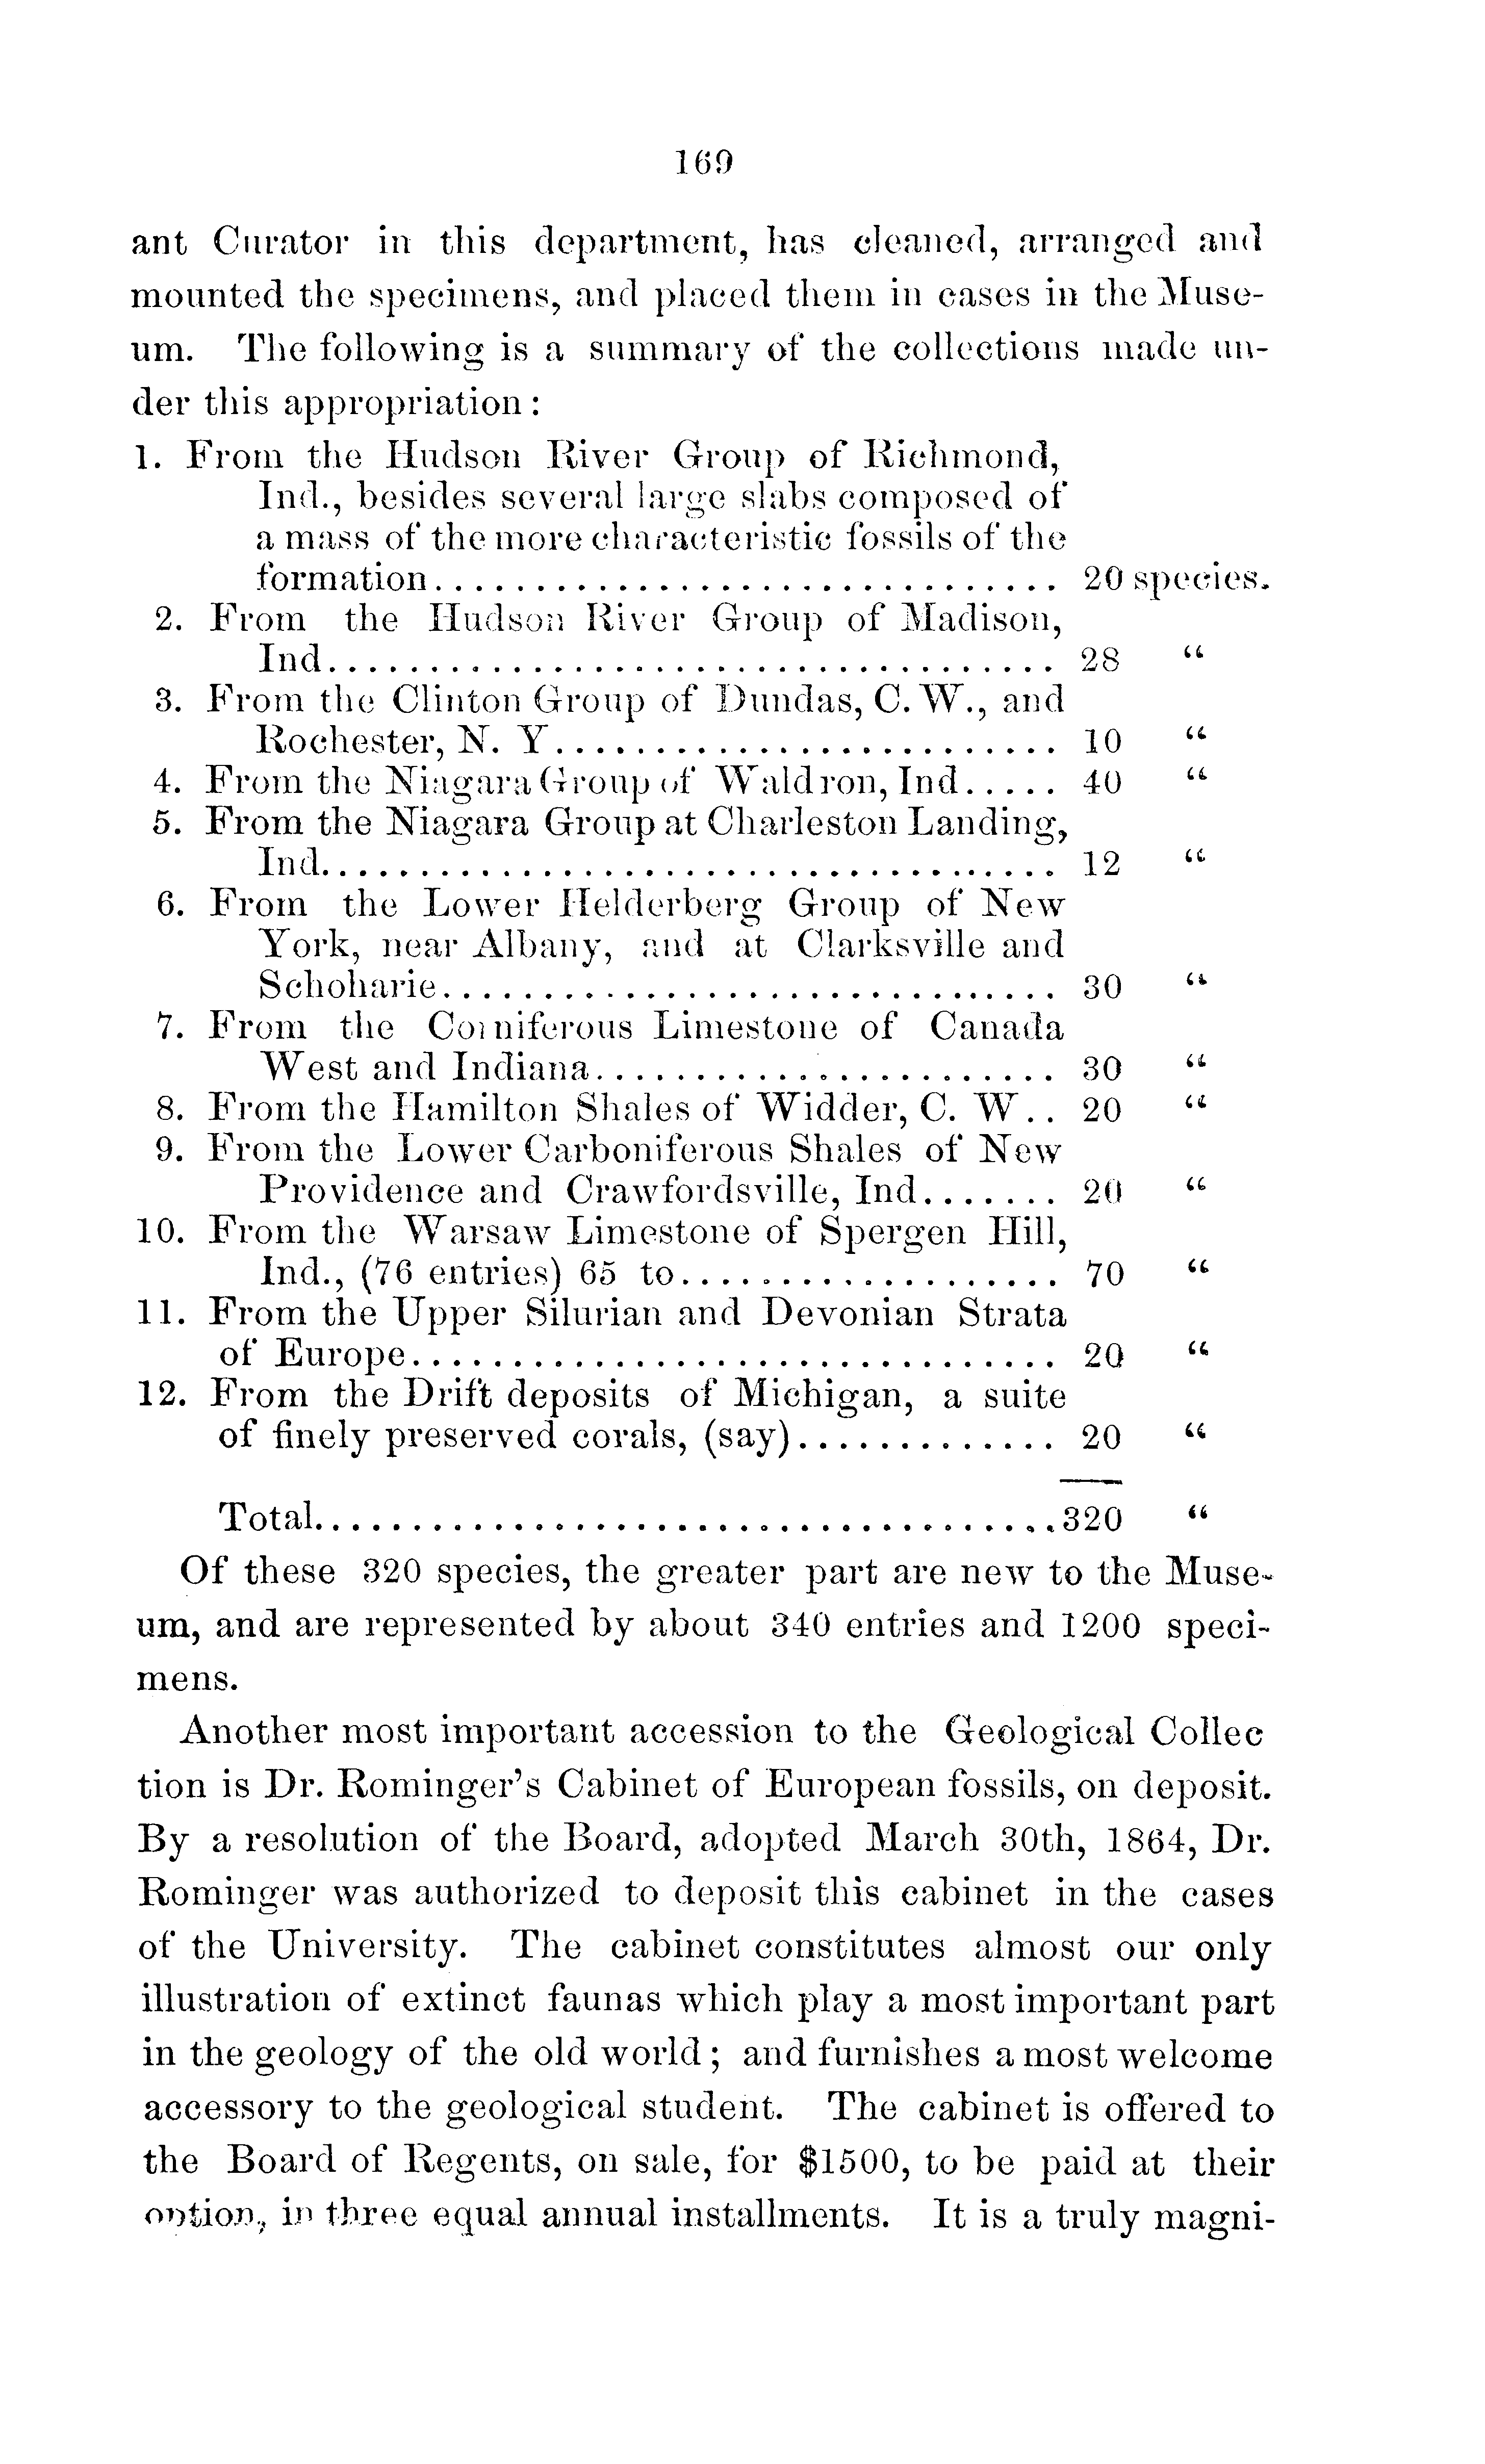 169
ant Curator in this department, has cleaned, arranged and
mounted the specimens, and placed them in cases in the Muse-
um. The following is a summary of the collections made un-
der this appropriation:
1. From the Hudson River Group of Richmond,
Ind., besides several large slabs composed of
a mass of the more characteristic fossils of the
formation............................... 20 species.
2. From the Hudson River Group of Madison,
Ind.................................... 28 "
3. From the Clinton Group of Dundas, C. W., and
Rochester, N. Y......................... 10 "
4. From the Niagara Group of Waldron, Ind..... 40 "
5. From the Niagara Group at Charleston Landing,
Ind.................................... 12 "
6. From the Lower Helderberg Group of New
York, near Albany, and at Clarksville and
Schoharie............................... 30 "
7. From the Corniferous Limestone of Canada
West and Indiana....................... 30 "
8. From the Hamilton Shales of Widder, C. W.. 20 "
9. From the Lower Carboniferous Shales of New
Providence and Crawfordsville, Ind....... 20 "
10. From the Warsaw Limestone of Spergen Hill,
Ind., (76 entries) 65 to................... 70 "
11. From the Upper Silurian and Devonian Strata
of Europe................................ 20 "
12. From the Drift deposits of Michigan, a suite
of finely preserved corals, (say)............. 20 "
Total.....................................320 "
Of these 320 species, the greater part are new to the Muse-
um, and are represented by about 340 entries and 1200 speci-
mens.
Another most important accession to the Geological Collec
tion is Dr. Rominger's Cabinet of European fossils, on deposit.
By a resolution of the Board, adopted March 30th, 1864, Dr.
Rominger was authorized to deposit this cabinet in the cases
of the University. The cabinet constitutes almost our only
illustration of extinct faunas which play a most important part
in the geology of the old world; and furnishes a most welcome
accessory to the geological student. The cabinet is offered to
the Board of Regents, on sale, for $1500, to be paid at their
option, in three equal annual installments. It is a truly magni-